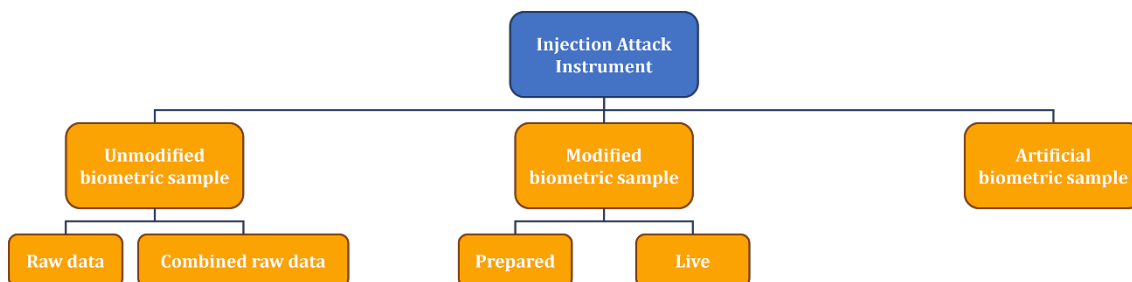 Injection Attack
Instrument
Unmodified
biometric sample
Modified
biometric sample
Artificial
biometric sample
Raw data
Combined raw data
Prepared
Live